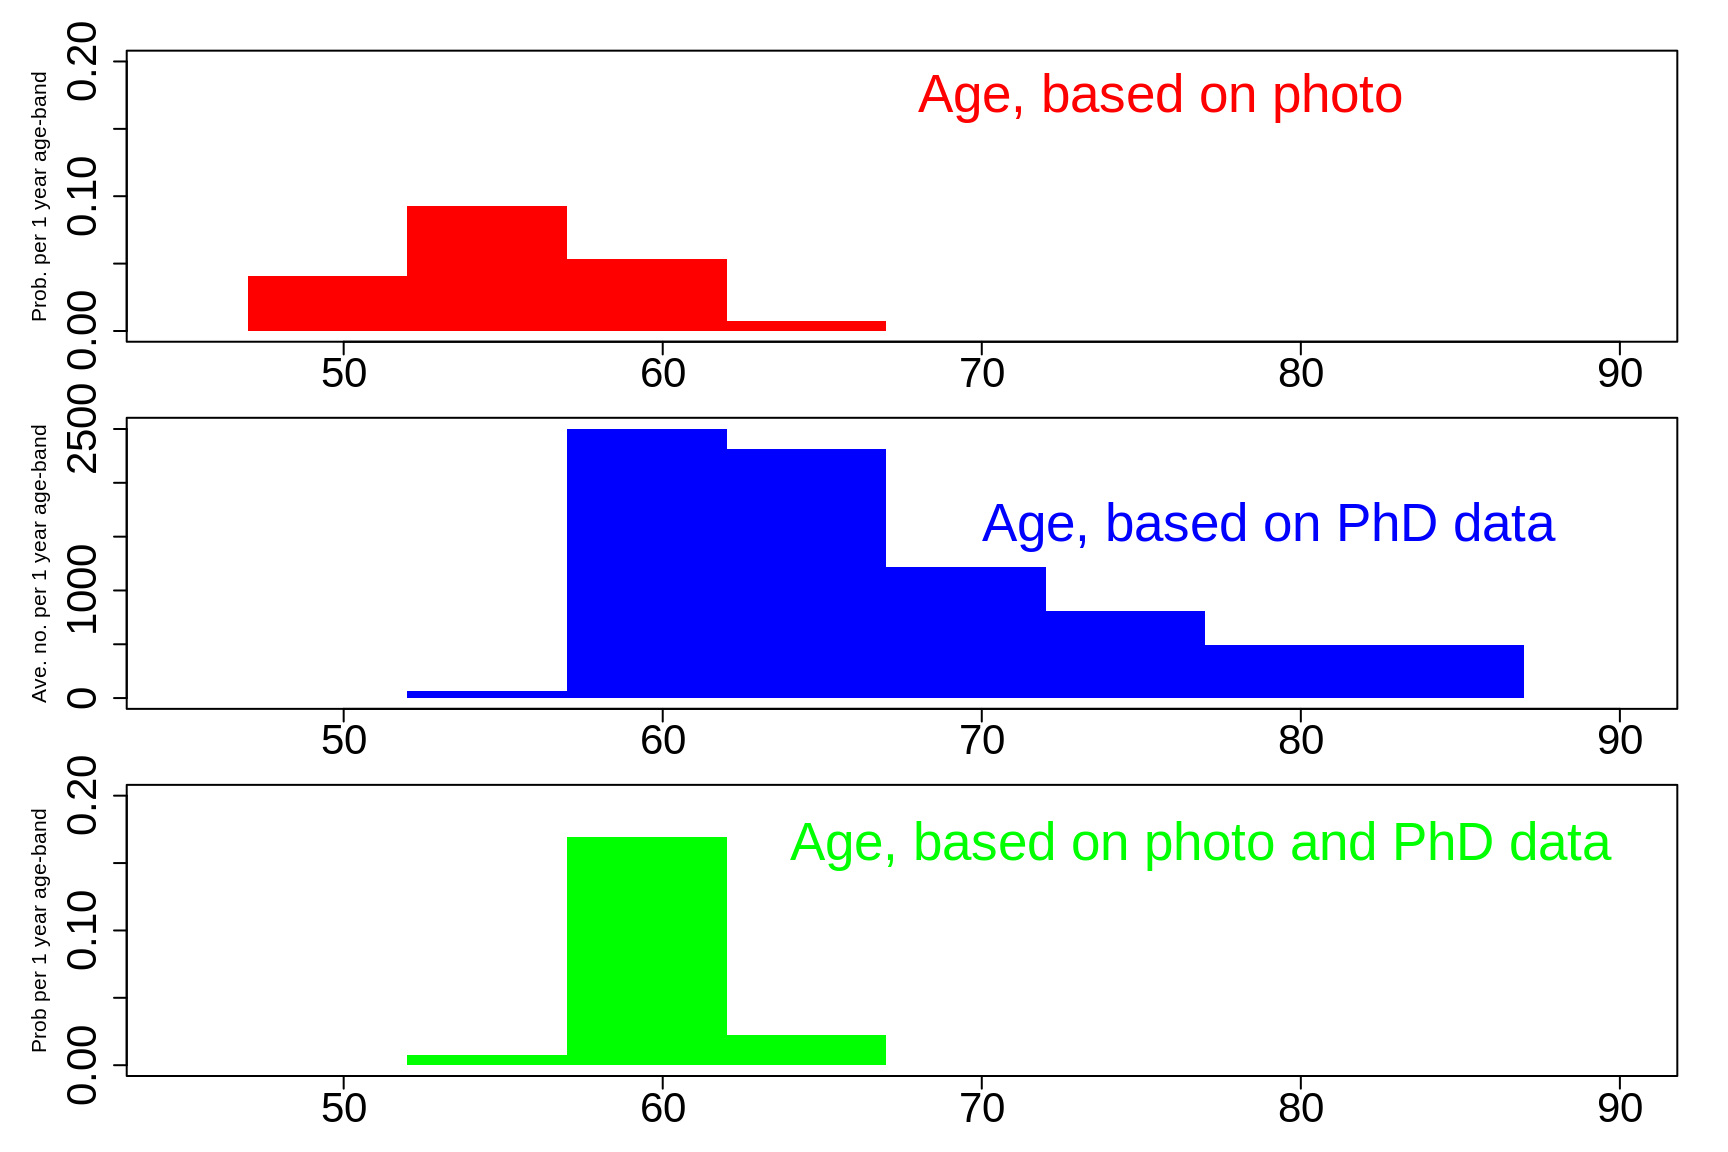 Age, based on photo
Prob. per 1 year age-band
0.00 0.10 0.20
50 60 70 80 90
Age, based on PhD data
Ave. no. per 1 year age-band
0 1000 2500
50 60 70 80 90
Age, based on photo and PhD data
Prob per 1 year age-band
0.00 0.10 0.20
50 60 70 80 90